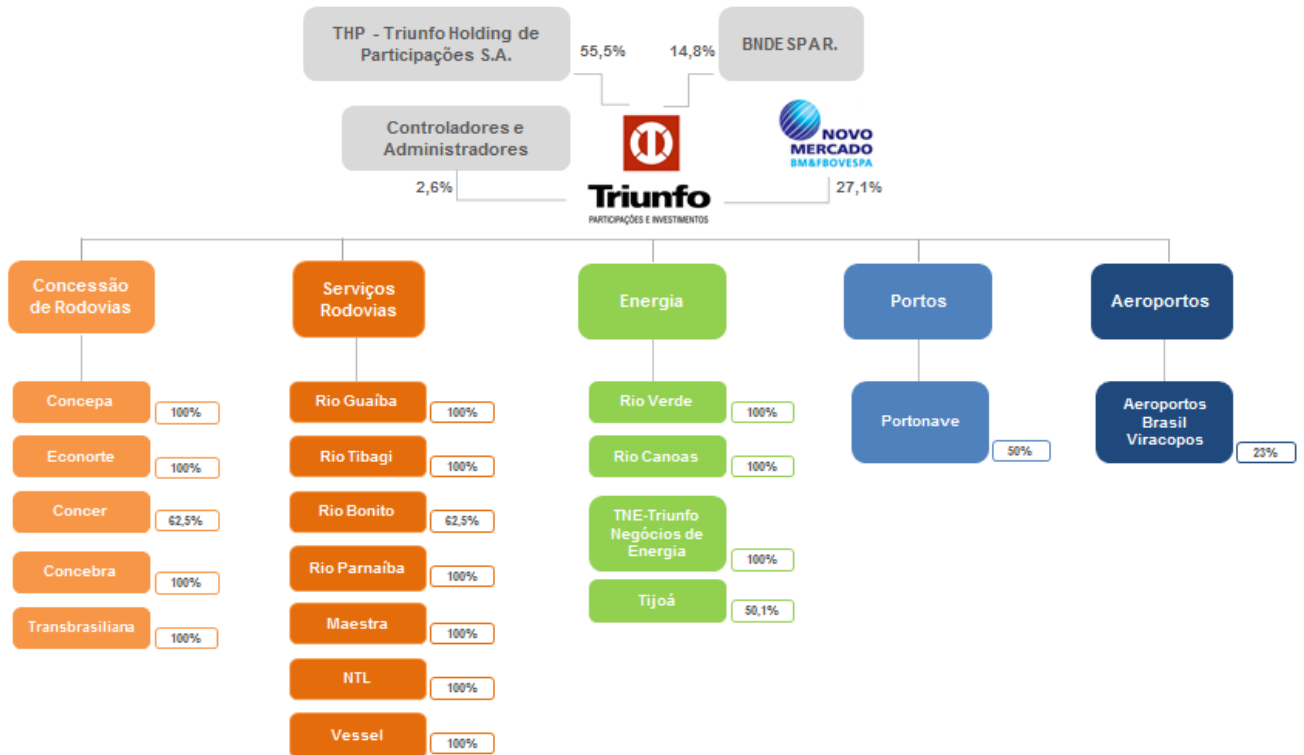 THP - Triunfo Holding de
Participações S.A.
55,5%
14,8%
BNDESPAR.
Controladores e
Administradores
2,6%
Triunfo
PARTICIPAÇÕES E INVESTIMENTOS
NOVO
MERCADO
BM&FBOVESPA
27,1%
Concessão
de Rodovias
Serviços
Rodovias
Energia
Portos
Aeroportos
Concepa
100%
Econorte
100%
Concer
62,5%
Concebra
100%
Transbrasiliana
100%
Rio Guaíba
100%
Rio Tibagi
100%
Rio Bonito
62,5%
Rio Parnaíba
100%
Maestra
100%
NTL
100%
Vessel
100%
Rio Verde
100%
Rio Canoas
100%
TNE-Triunfo
Negócios de
Energia
100%
Tijoá
50,1%
Portonave
50%
Aeroportos
Brasil
Viracopos
23%